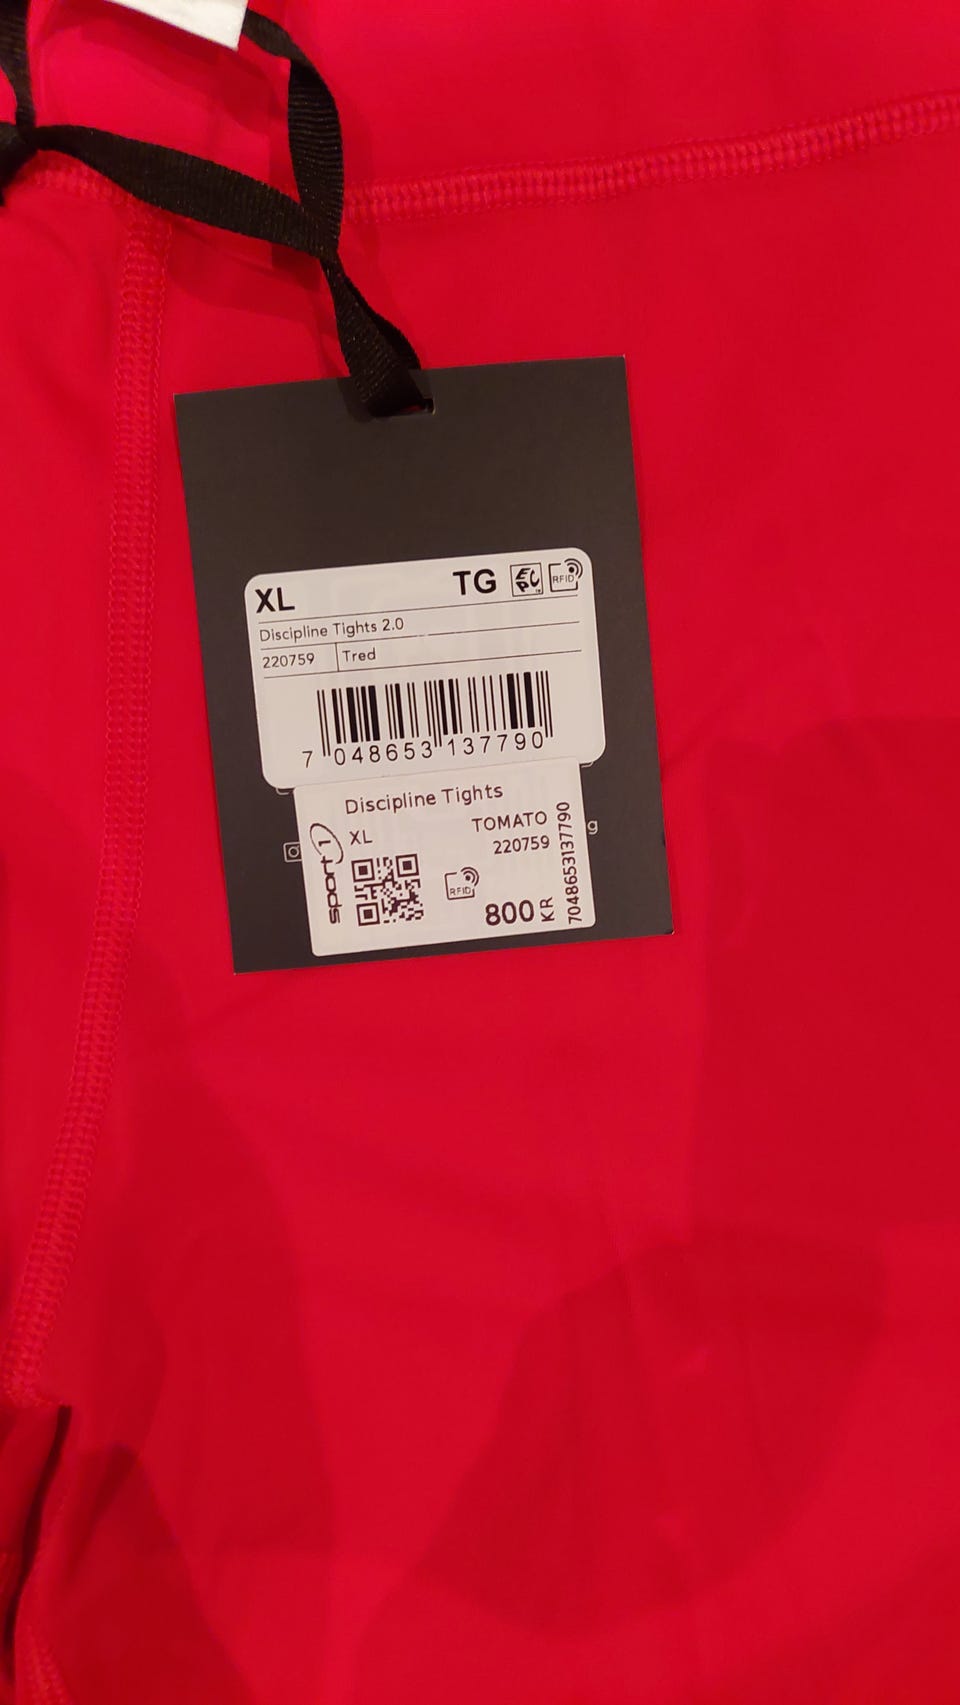 XL TG EPC RFID
Discipline Tights 2.0
220759 Tred
7 048653 137790
Discipline Tights
XL TOMATO
220759
RFID
800 KR
sport 1
7048653137790
g